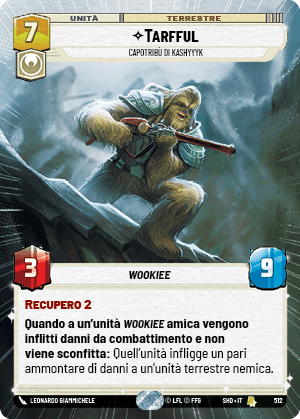 7
UNITÀ
TERRESTRE
✧TARFFUL
CAPOTRIBÙ DI KASHYYYK
3
9
WOOKIEE
RECUPERO 2
Quando a un'unità WOOKIEE amica vengono
inflitti danni da combattimento e non
viene sconfitta: Quell'unità infligge un pari
ammontare di danni a un'unità terrestre nemica.
LEONARDO GIAMMICHELE
© LFL © FFG
SHD • IT
512